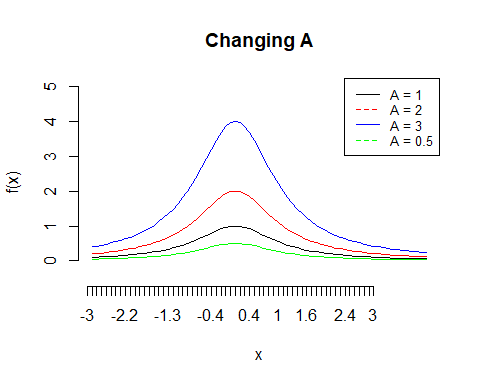 Changing A
A = 1
A = 2
A = 3
A = 0.5
f(x)
5
4
3
2
1
0
-3 -2.2 -1.3 -0.4 0.4 1 1.6 2.4 3
x